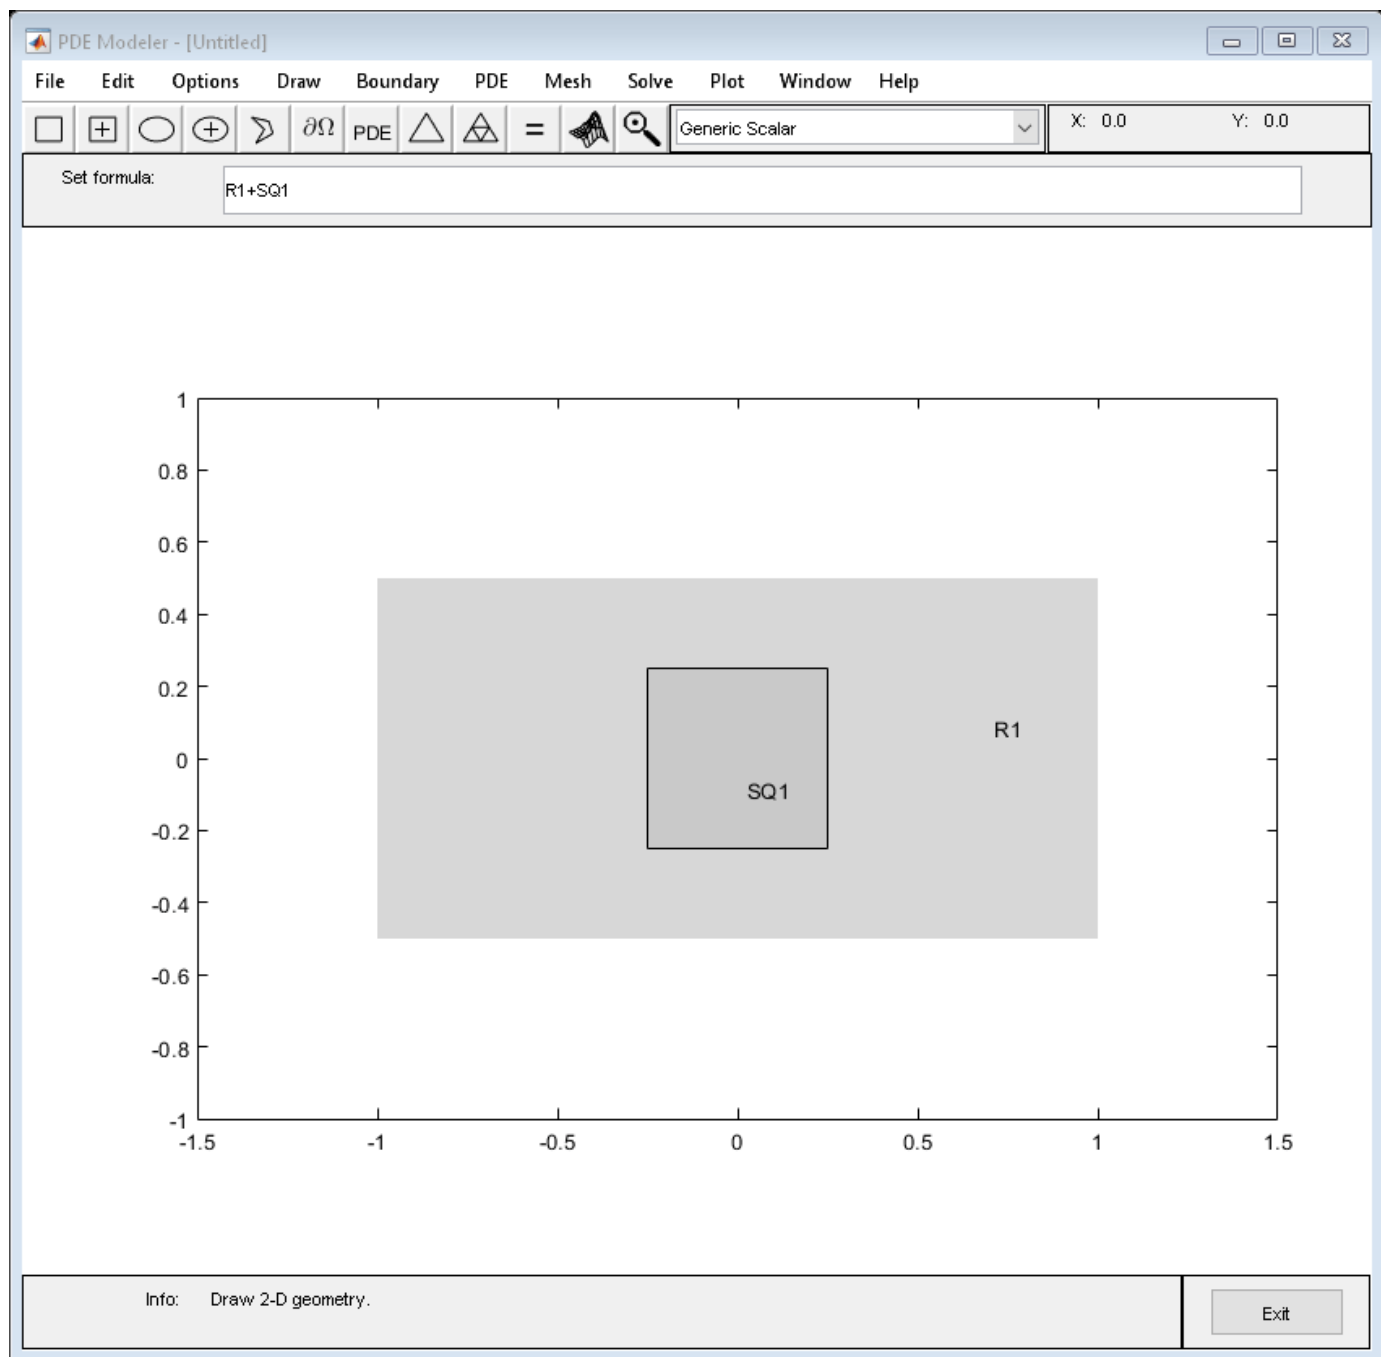 PDE Modeler - [Untitled]
File Edit Options Draw Boundary PDE Mesh Solve Plot Window Help
∂Ω PDE = Generic Scalar X: 0.0 Y: 0.0
Set formula: R1+SQ1
1
0.8
0.6
0.4
0.2
R1
0
SQ1
-0.2
-0.4
-0.6
-0.8
-1
-1.5 -1 -0.5 0 0.5 1 1.5
Info: Draw 2-D geometry. Exit